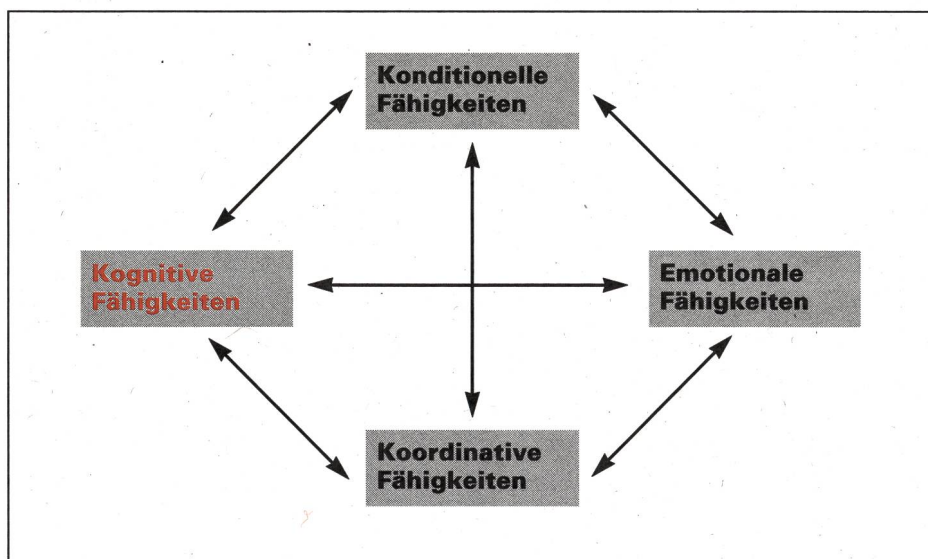 Konditionelle
Fähigkeiten
Kognitive
Fähigkeiten
Emotionale
Fähigkeiten
Koordinative
Fähigkeiten